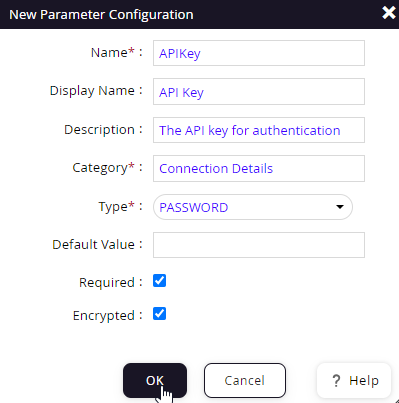 New Parameter Configuration
Name* : APIKey
Display Name : API Key
Description : The API key for authentication
Category* : Connection Details
Type* : PASSWORD
Default Value :
Required :
Encrypted :
OK Cancel ? Help